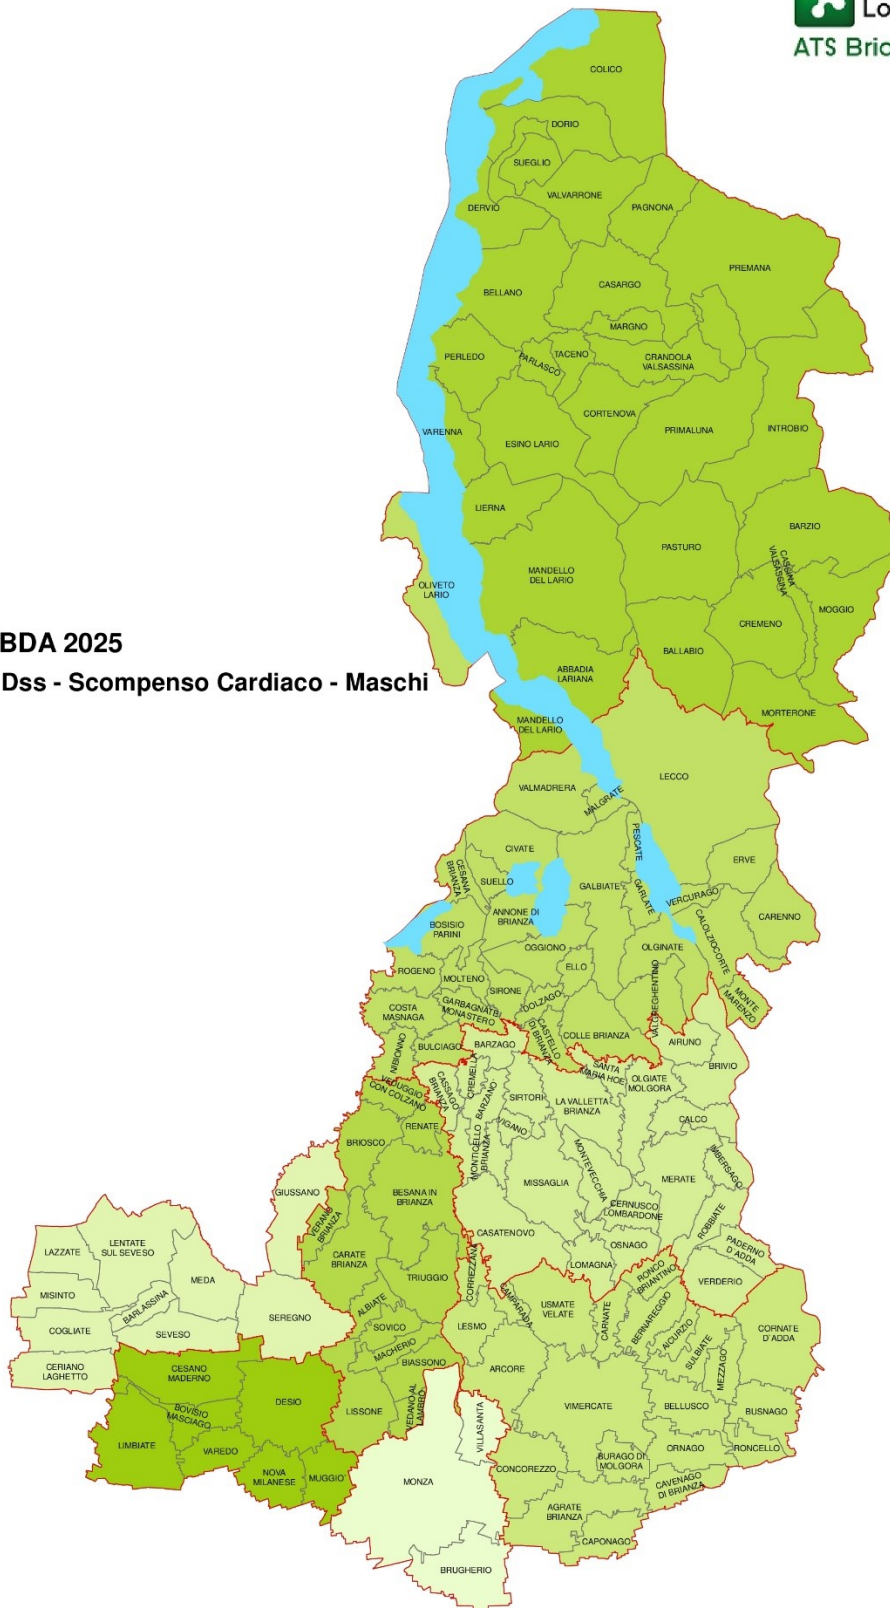 Lo
ATS Bric
COLICO
DORIO
SUEGLIO
VALVARRONE
DERVIO
PAGNONA
PREMANA
CASARGO
BELLANO
MARGNO
PERLEDO
PARLASCO
TACENO
CRANDOLA
VALSASSINA
CORTENOVA
VARENNA
ESINO LARIO
PRIMALUNA
INTROBIO
LIERNA
BARZIO
PASTURO
CASSINA
VALSASSINA
MANDELLO
DEL LARIO
OLIVETO
LARIO
MOGGIO
CREMENO
BDA 2025
BALLABIO
Dss - Scompenso Cardiaco - Maschi
ABBADIA
LARIANA
MORTERONE
MANDELLO
DEL LARIO
LECCO
VALMADRERA
MALGRATE
PESCATE
CIVATE
ERVE
CESANA
BRIANZA
SUELLO
GALBIATE
GARLATE
VERCURAGO
ANNONE DI
BRIANZA
CARENNO
BOSISIO
PARINI
CALOLZIOCORTE
OGGIONO
OLGINATE
ELLO
ROGENO
MOLTENO
SIRONE
VALGREGHENTINO
DOLZAGO
MONTE
MARENZO
COSTA
MASNAGA
GARBAGNATE
MONASTERO
CASTELLO
DI BRIANZA
COLLE BRIANZA
NIBIONNO
BULCIAGO
BARZAGO
AIRUNO
BRIVIO
SANTA
MARIA HOE
OLGIATE
MOLGORA
VEDUGGIO
CON COLZANO
CASSAGO
BRIANZA
CREMELLA
BARZANO
SIRTORI
LA VALLETTA
BRIANZA
RENATE
VIGANO
CALCO
BRIOSCO
MONTICELLO
BRIANZA
MONTEVECCHIA
IMBERSAGO
GIUSSANO
BESANA IN
BRIANZA
MISSAGLIA
MERATE
CERNUSCO
LOMBARDONE
ROBBIATE
VERANO
BRIANZA
CASATENOVO
OSNAGO
PADERNO
D'ADDA
LAZZATE
LENTATE
SUL SEVESO
CARATE
BRIANZA
LOMAGNA
MEDA
CORREZZANA
RONCO
BRIANTINO
VERDERIO
TRIUGGIO
MISINTO
BARLASSINA
ALBIATE
CAMPARADA
USMATE
VELATE
CARNATE
BERNAREGGIO
SEREGNO
COGLIATE
SEVESO
SOVICO
LESMO
AICURZIO
SULBIATE
CORNATE
D'ADDA
MACHERIO
CERIANO
LAGHETTO
CESANO
MADERNO
BIASSONO
ARCORE
MEZZAGO
DESIO
VEDANO AL
LAMBRO
LISSONE
VIMERCATE
BELLUSCO
BUSNAGO
BOVISIO
MASCIAGO
VILLASANTA
LIMBIATE
VAREDO
ORNAGO
RONCELLO
BURAGO DI
MOLGORA
CONCOREZZO
NOVA
MILANESE
MUGGIO'
MONZA
CAVENAGO
DI BRIANZA
AGRATE
BRIANZA
CAPONAGO
BRUGHERIO